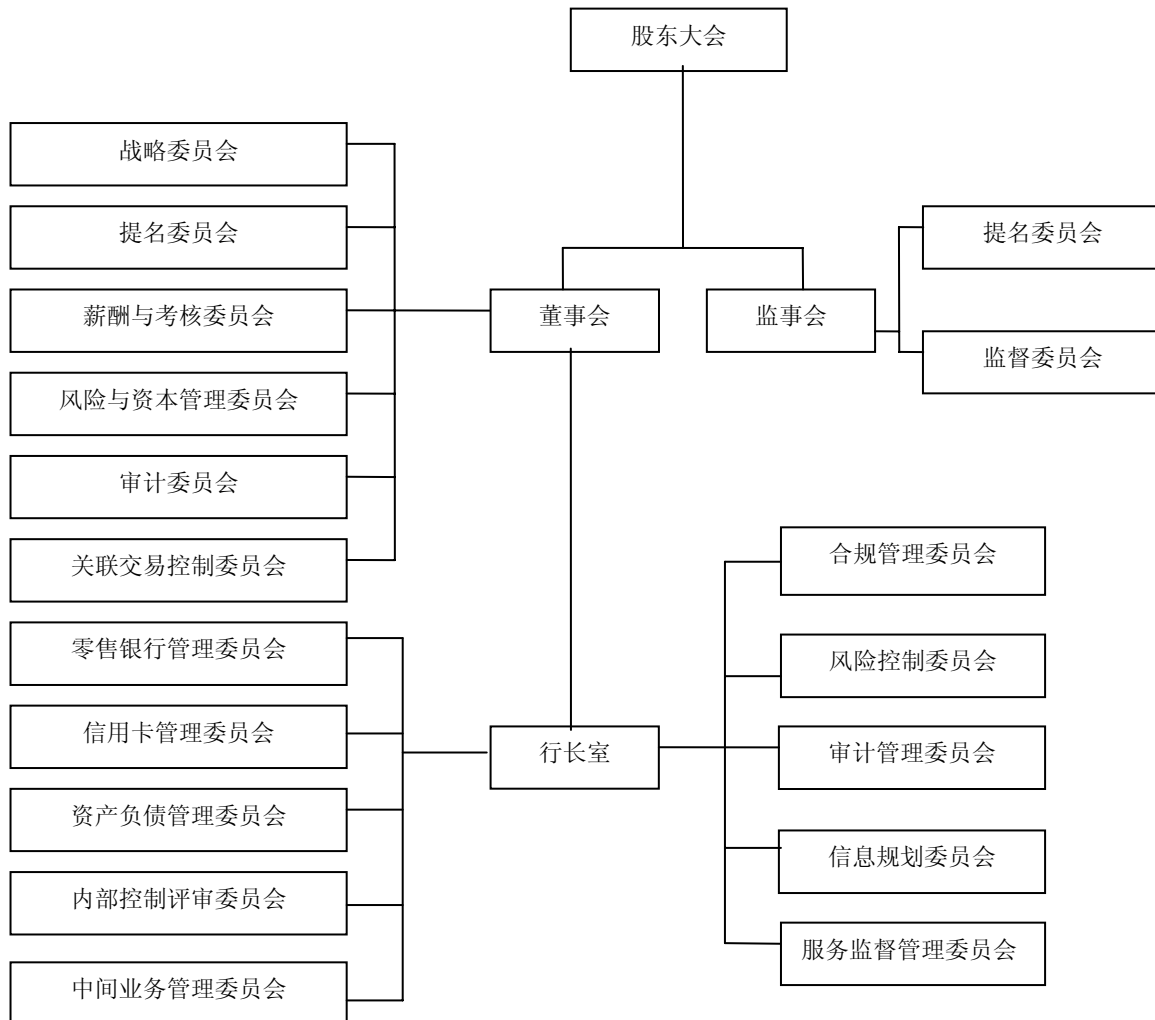 股东大会
战略委员会
提名委员会
提名委员会
薪酬与考核委员会
董事会
监事会
监督委员会
风险与资本管理委员会
审计委员会
关联交易控制委员会
合规管理委员会
零售银行管理委员会
风险控制委员会
信用卡管理委员会
行长室
审计管理委员会
资产负债管理委员会
信息规划委员会
内部控制评审委员会
服务监督管理委员会
中间业务管理委员会